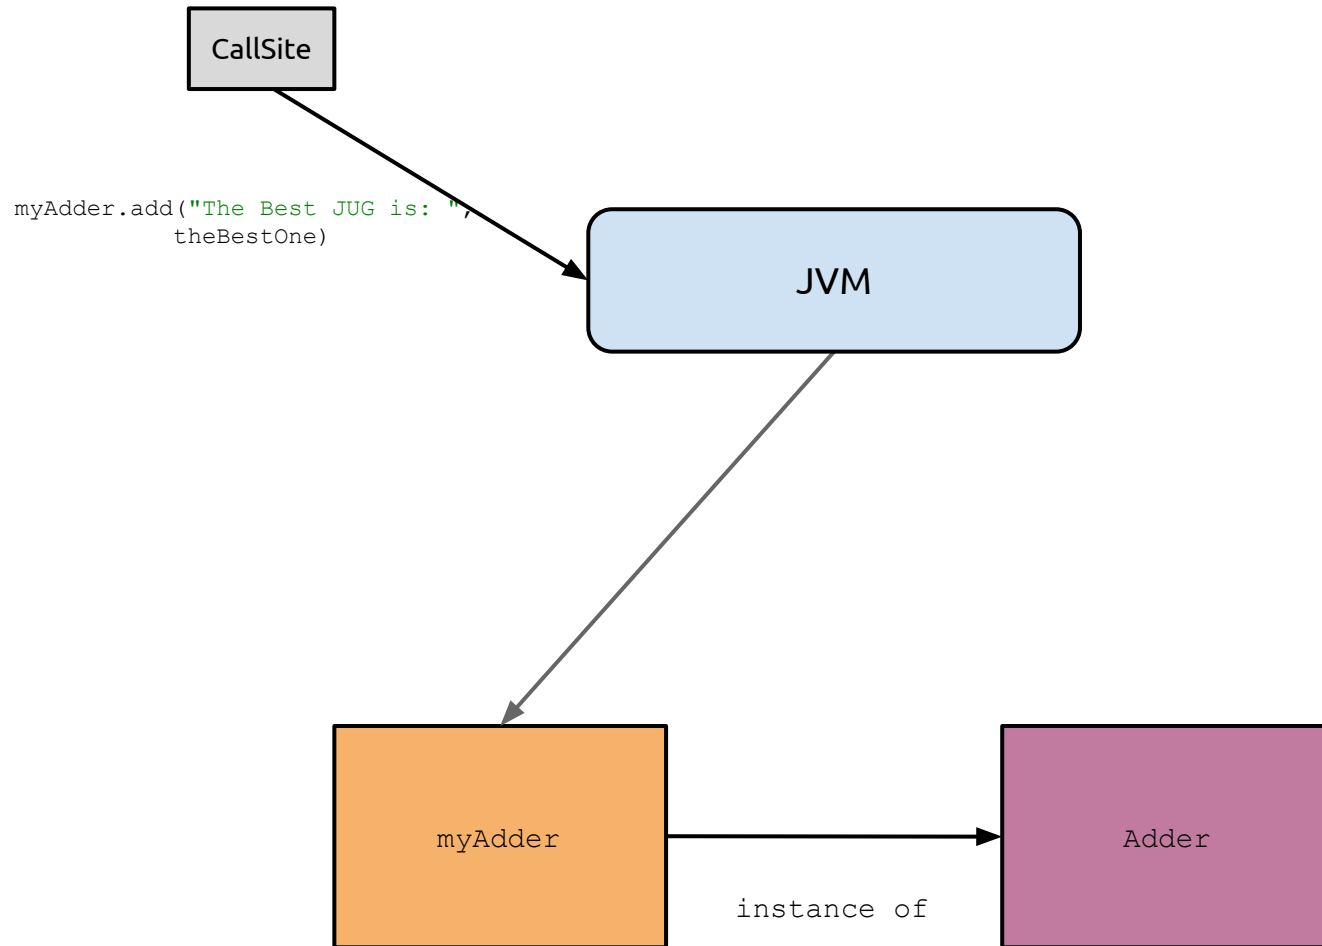 CallSite
myAdder.add("The Best JUG is: ",
theBestOne)
JVM
myAdder
Adder
instance of